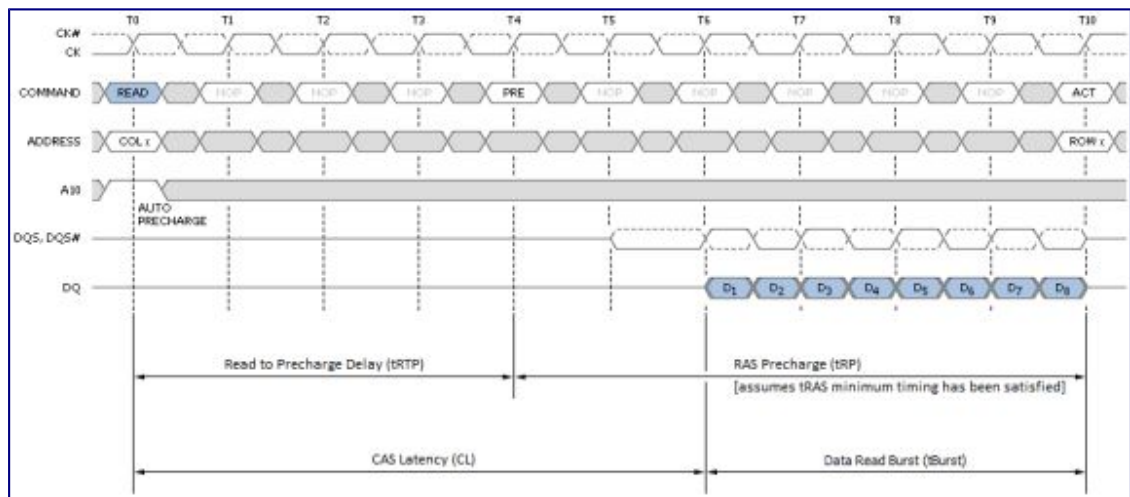 T0 T1 T2 T3 T4 T5 T6 T7 T8 T9 T10
CK#
CK
COMMAND READ NOP NOP NOP PRE NOP NOP NOP NOP NOP ACT
ADDRESS COL x ROW x
A10
AUTO
PRECHARGE
DQS, DQS#
DQ D1 D2 D3 D4 D5 D6 D7 D8
Read to Precharge Delay (tRTP) RAS Precharge (tRP)
[assumes tRAS minimum timing has been satisfied]
CAS Latency (CL) Data Read Burst (tBurst)